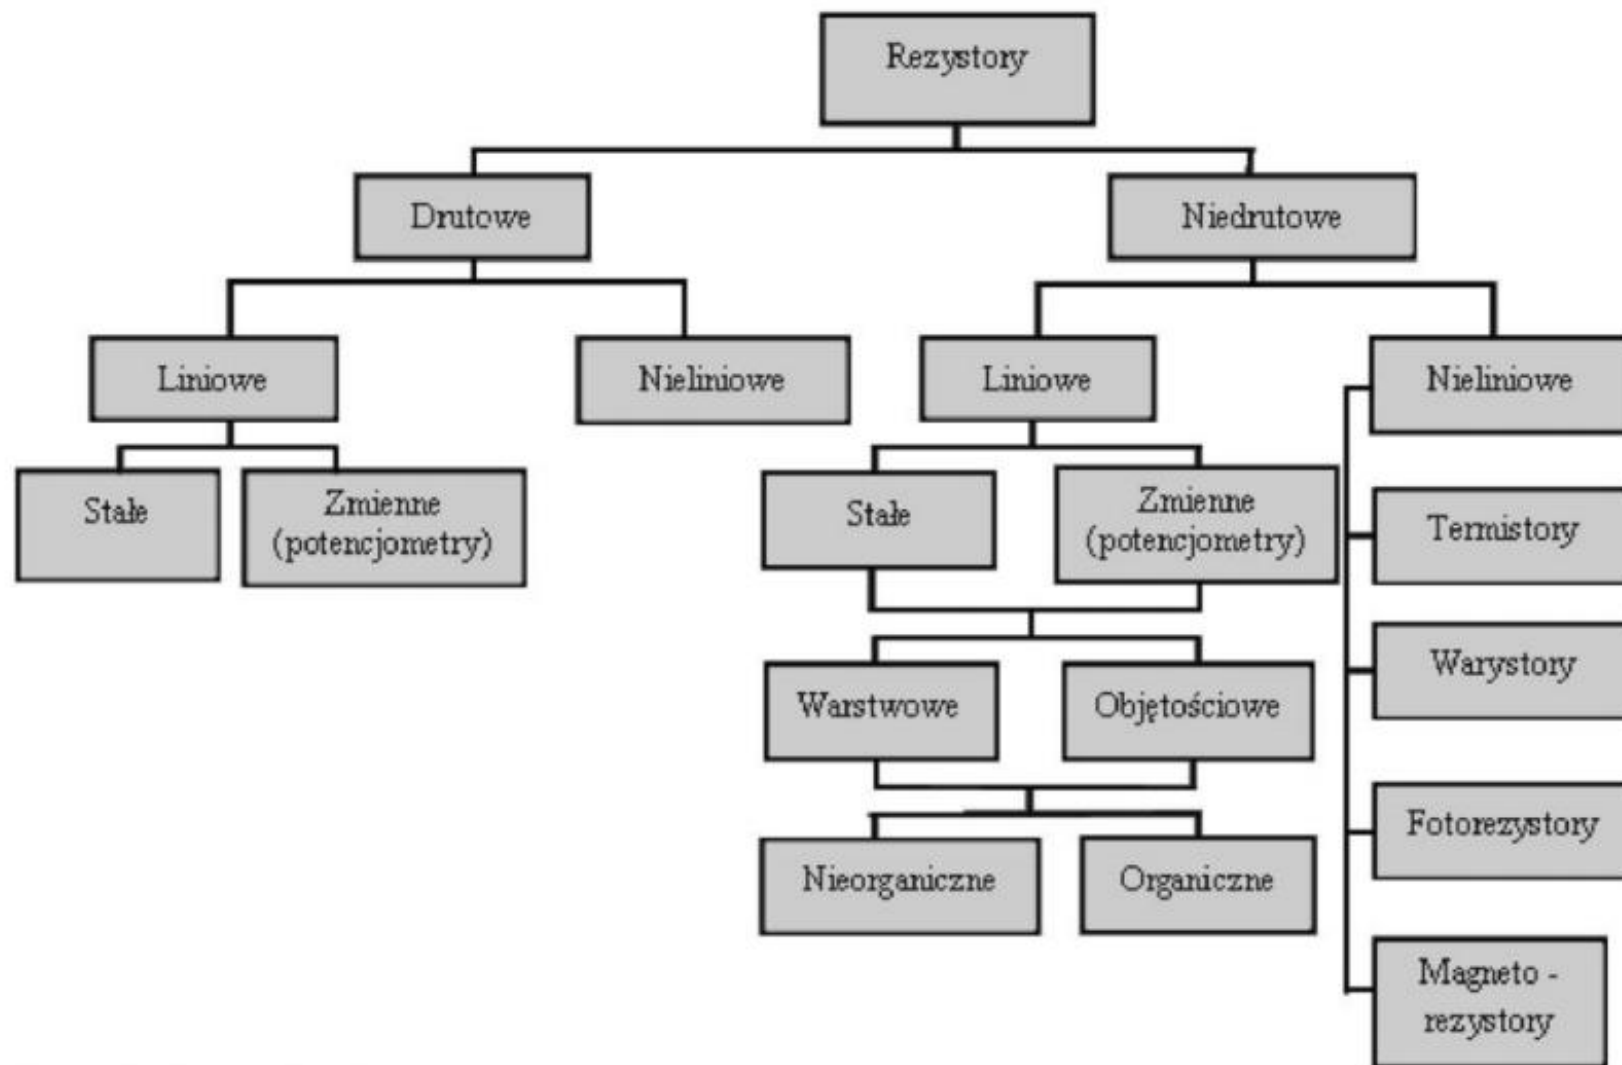 Rezystory
Drutowe
Niedrutowe
Liniowe
Nieliniowe
Liniowe
Nieliniowe
Stałe
Zmienne
(potencjometry)
Stałe
Zmienne
(potencjometry)
Termistory
Warystory
Warstwowe
Objętościowe
Fotorezystory
Nieorganiczne
Organiczne
Magneto -
rezystory